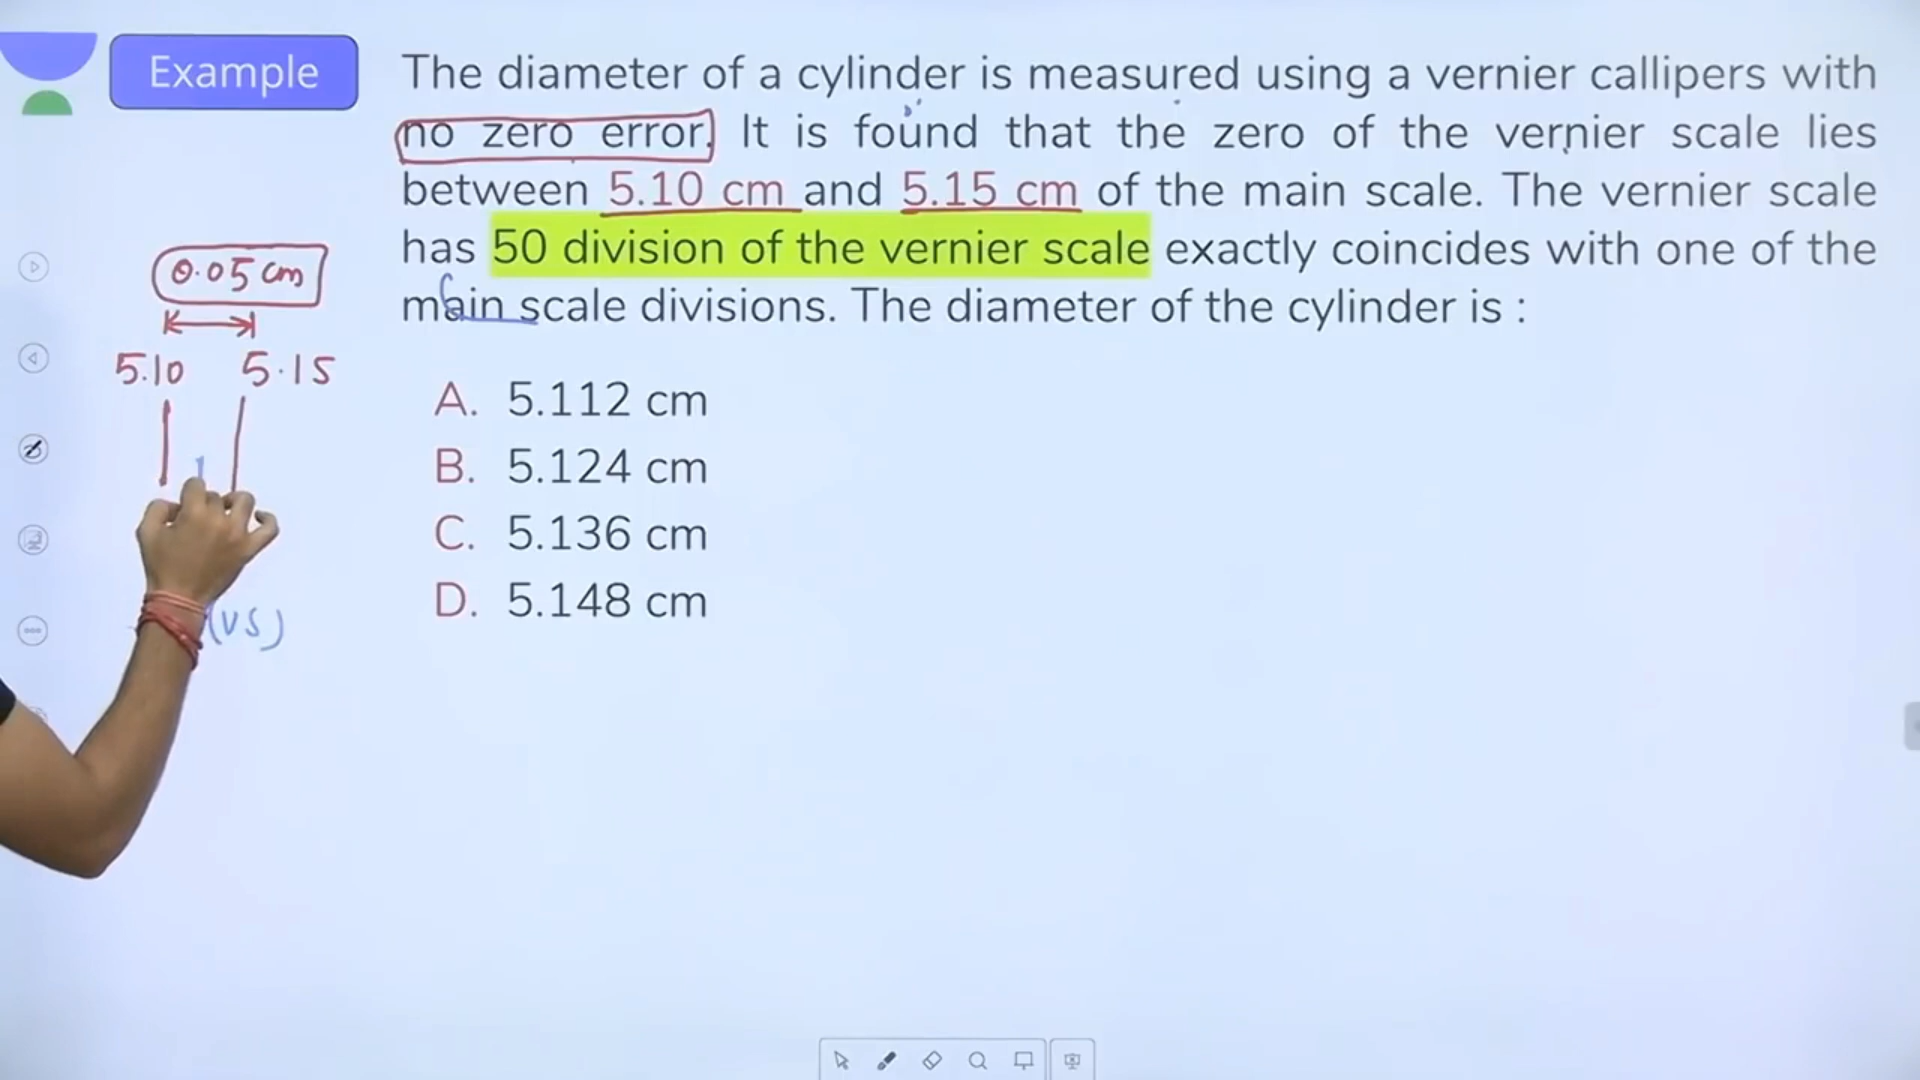 Example
The diameter of a cylinder is measured using a vernier callipers with
no zero error. It is found that the zero of the vernier scale lies
between 5.10 cm and 5.15 cm of the main scale. The vernier scale
has 50 division of the vernier scale exactly coincides with one of the
main scale divisions. The diameter of the cylinder is :
0.05 cm
5.10 5.15
(VS)
A. 5.112 cm
B. 5.124 cm
C. 5.136 cm
D. 5.148 cm